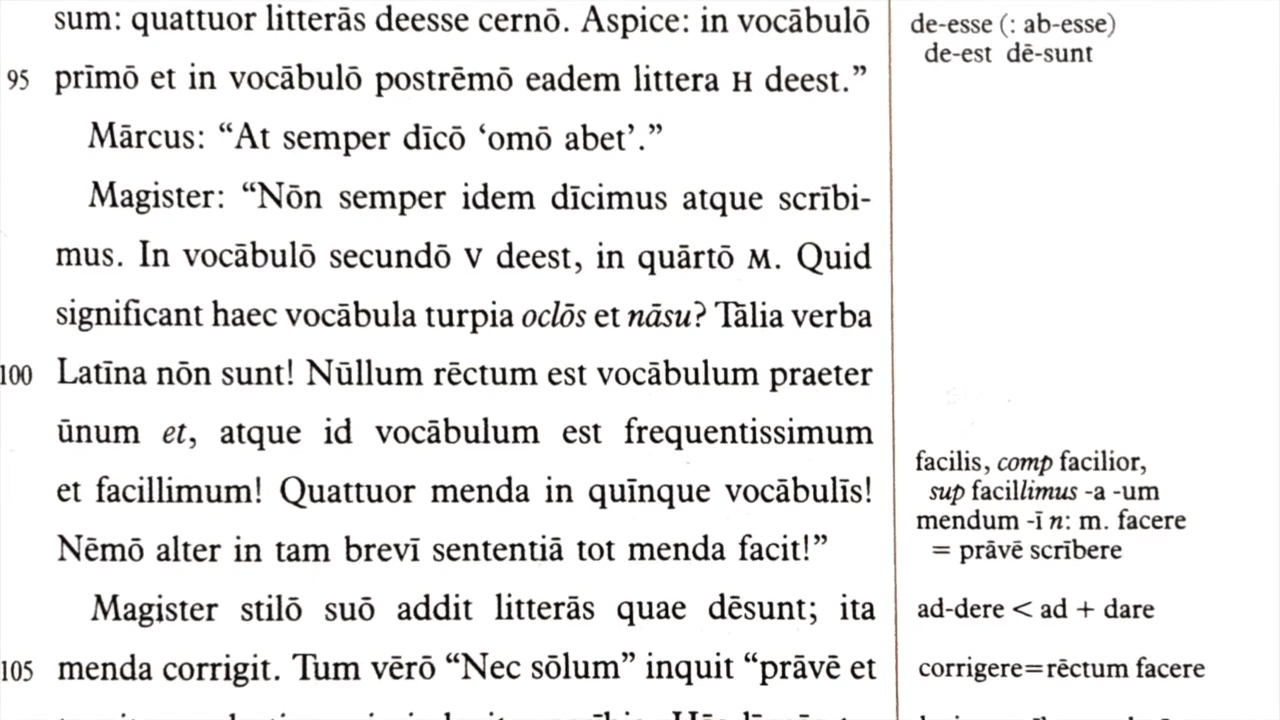 sum: quattuor litterās deesse cernō. Aspice: in vocābulō
95 prīmō et in vocābulō postrēmō eadem littera H deest.”
Mārcus: “At semper dīcō ‘omō abet’.”
Magister: “Nōn semper idem dīcimus atque scrībi-
mus. In vocābulō secundō V deest, in quārtō M. Quid
significant haec vocābula turpia oclōs et nāsu? Tālia verba
100 Latīna nōn sunt! Nūllum rēctum est vocābulum praeter
ūnum et, atque id vocābulum est frequentissimum
et facillimum! Quattuor menda in quīnque vocābulīs!
Nēmō alter in tam brevī sententiā tot menda facit!”
Magister stilō suō addit litterās quae dēsunt; ita
105 menda corrigit. Tum vērō “Nec sōlum” inquit “prāvē et
de-esse (: ab-esse)
de-est dē-sunt
facilis, comp facilior,
sup facillimus -a -um
mendum -ī n: m. facere
= prāvē scrībere
ad-dere < ad + dare
corrigere=rēctum facere